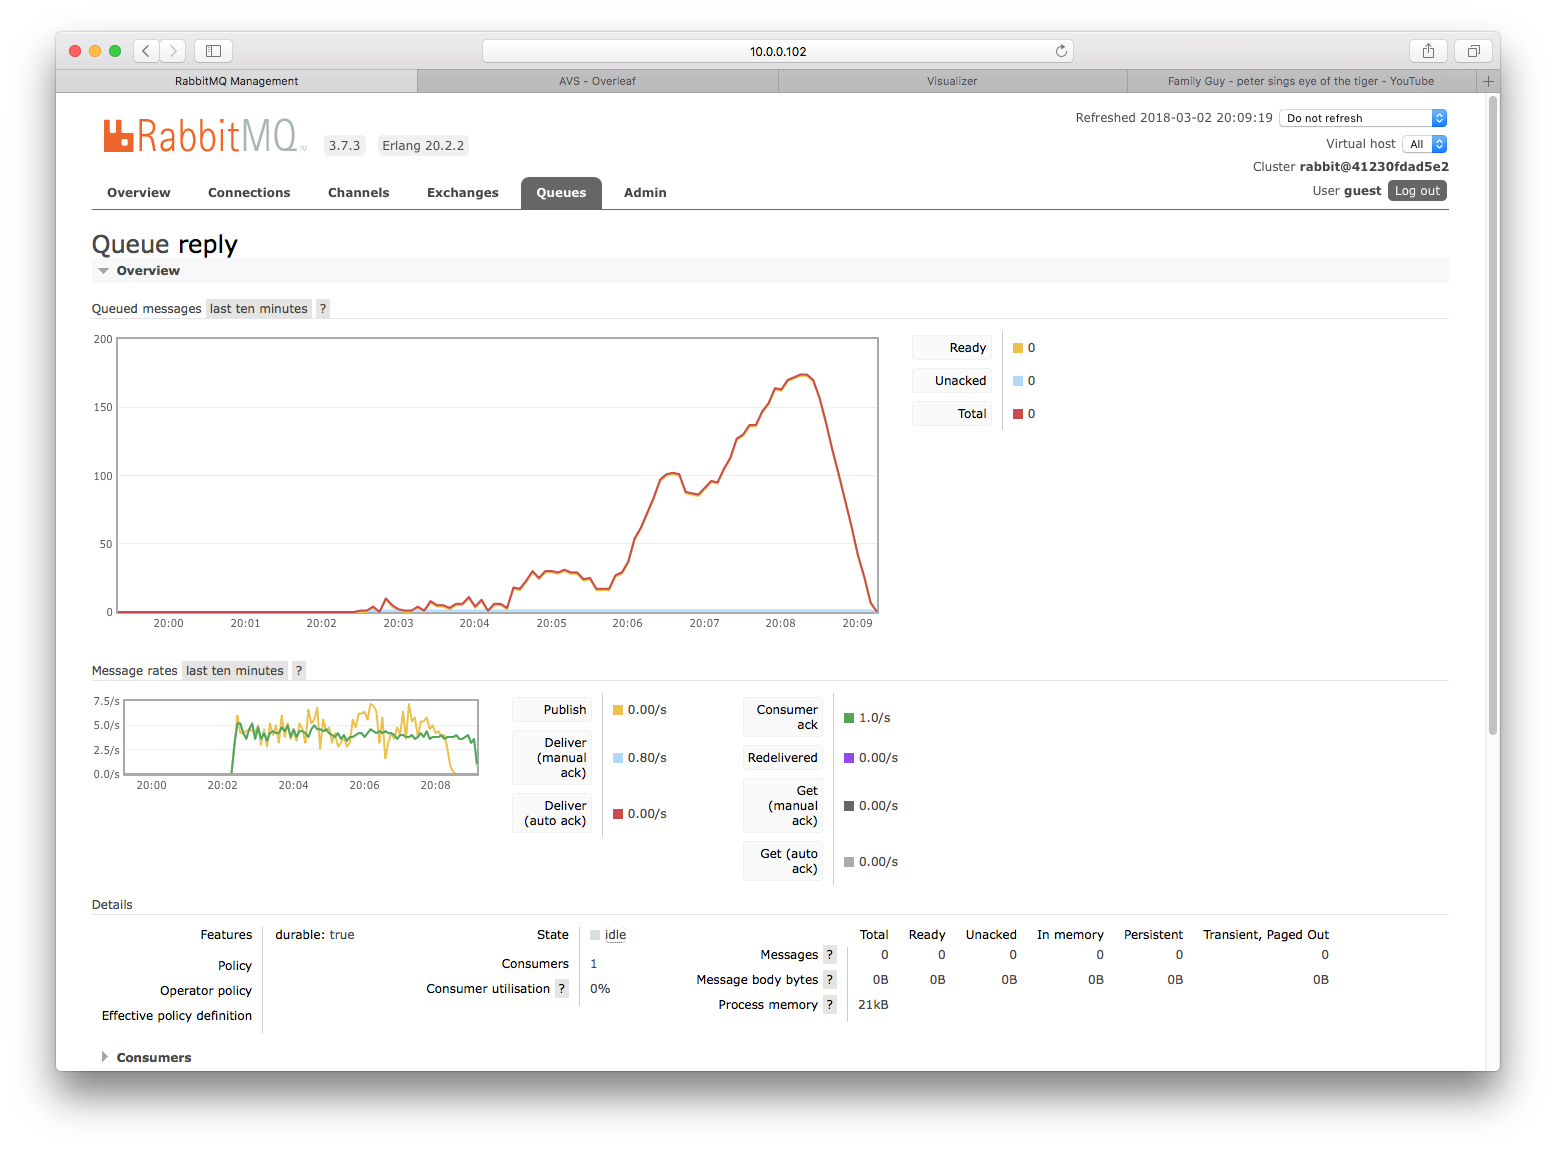 10.0.0.102
RabbitMQ Management
AVS - Overleaf
Visualizer
Family Guy - peter sings eye of the tiger - YouTube
RabbitMQ TM
3.7.3
Erlang 20.2.2
Refreshed 2018-03-02 20:09:19
Do not refresh
Virtual host All
Cluster rabbit@41230fdad5e2
User guest Log out
Overview
Connections
Channels
Exchanges
Queues
Admin
Queue reply
Overview
Queued messages last ten minutes ?
200
150
100
50
0
20:00 20:01 20:02 20:03 20:04 20:05 20:06 20:07 20:08 20:09
Ready 0
Unacked 0
Total 0
Message rates last ten minutes ?
7.5/s
5.0/s
2.5/s
0.0/s
20:00 20:02 20:04 20:06 20:08
Publish 0.00/s
Deliver
(manual 0.80/s
ack)
Deliver
(auto ack) 0.00/s
Consumer
ack 1.0/s
Redelivered 0.00/s
Get
(manual 0.00/s
ack)
Get (auto
ack) 0.00/s
Details
Features durable: true
Policy
Operator policy
Effective policy definition
State idle
Consumers 1
Consumer utilisation ? 0%
Total Ready Unacked In memory Persistent Transient, Paged Out
Messages ? 0 0 0 0 0 0
Message body bytes ? 0B 0B 0B 0B 0B 0B
Process memory ? 21kB
Consumers